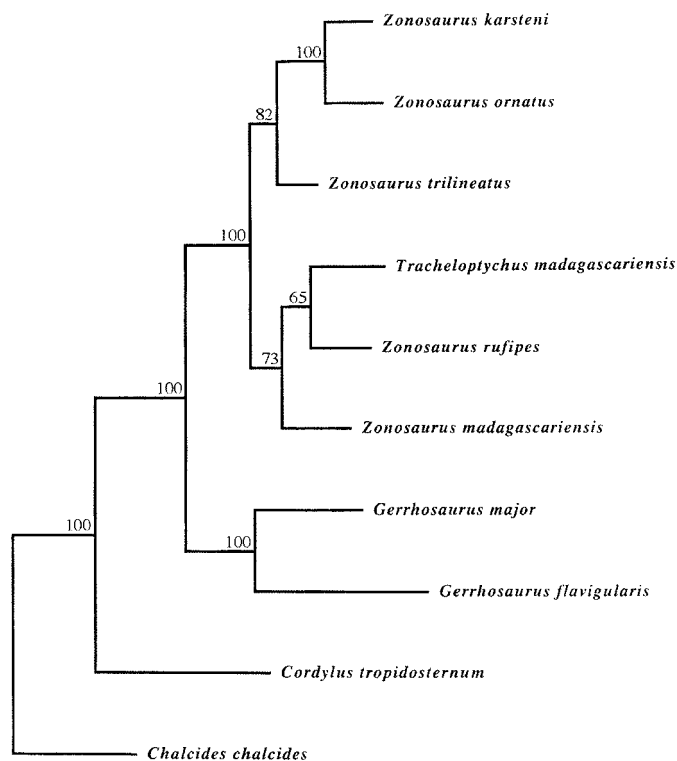 Zonosaurus karsteni
100
Zonosaurus ornatus
82
Zonosaurus trilineatus
100
Tracheloptychus madagascariensis
65
Zonosaurus rufipes
73
100
Zonosaurus madagascariensis
Gerrhosaurus major
100
100
Gerrhosaurus flavigularis
Cordylus tropidosternum
Chalcides chalcides